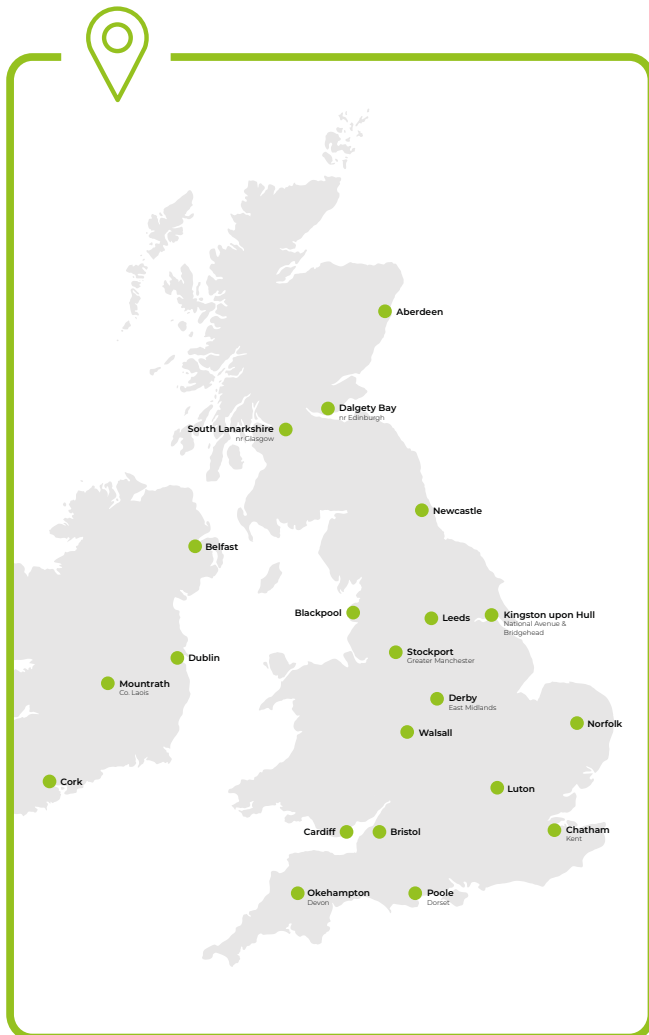 Aberdeen
Dalgety Bay
nr Edinburgh
South Lanarkshire
nr Glasgow
Newcastle
Belfast
Blackpool
Leeds
Kingston upon Hull
National Avenue &
Bridgehead
Stockport
Greater Manchester
Dublin
Mountrath
Co. Laois
Derby
East Midlands
Norfolk
Walsall
Cork
Luton
Cardiff
Bristol
Chatham
Kent
Okehampton
Devon
Poole
Dorset